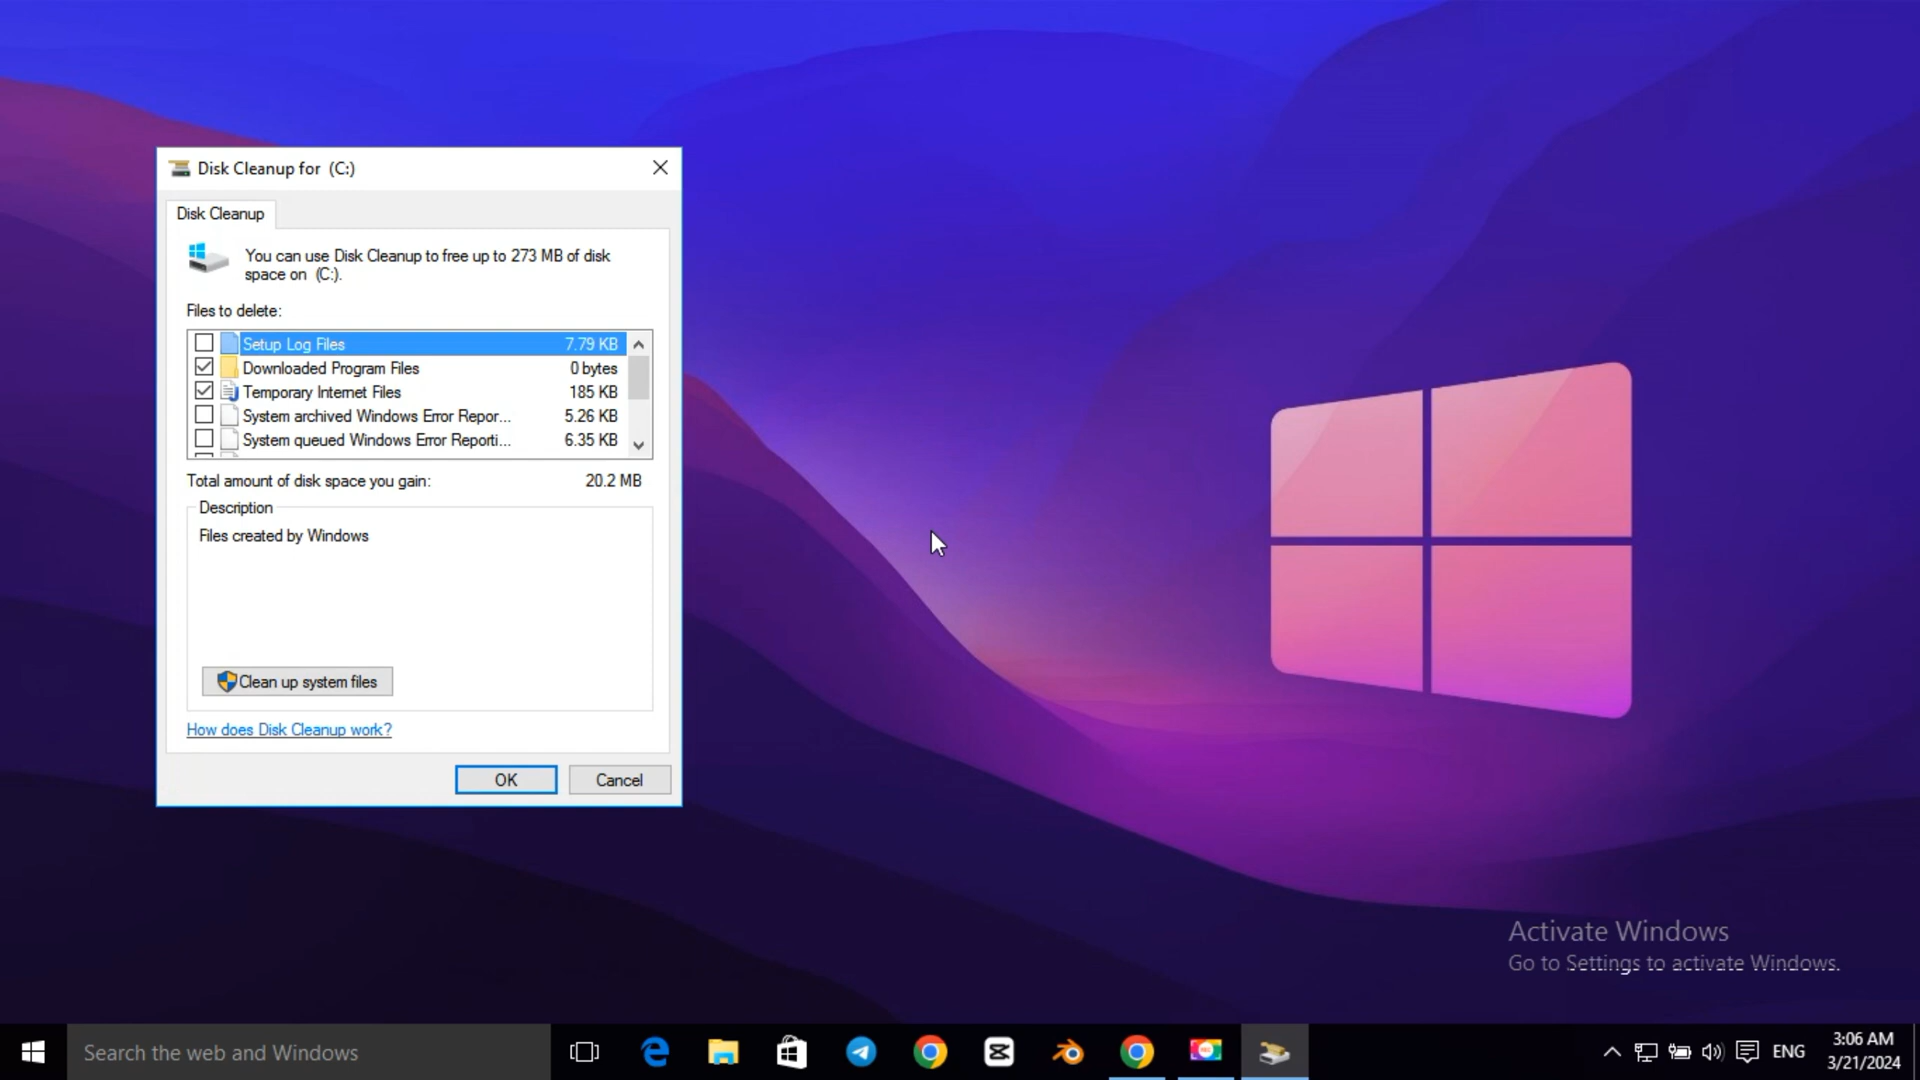 Disk Cleanup for  (C:)
Disk Cleanup
You can use Disk Cleanup to free up to 273 MB of disk
space on  (C:).
Files to delete:
Setup Log Files 7.79 KB
Downloaded Program Files 0 bytes
Temporary Internet Files 185 KB
System archived Windows Error Repor... 5.26 KB
System queued Windows Error Reporti... 6.35 KB
Total amount of disk space you gain: 20.2 MB
Description
Files created by Windows
Clean up system files
How does Disk Cleanup work?
OK Cancel
Activate Windows
Go to Settings to activate Windows.
Search the web and Windows
ENG
3:06 AM
3/21/2024